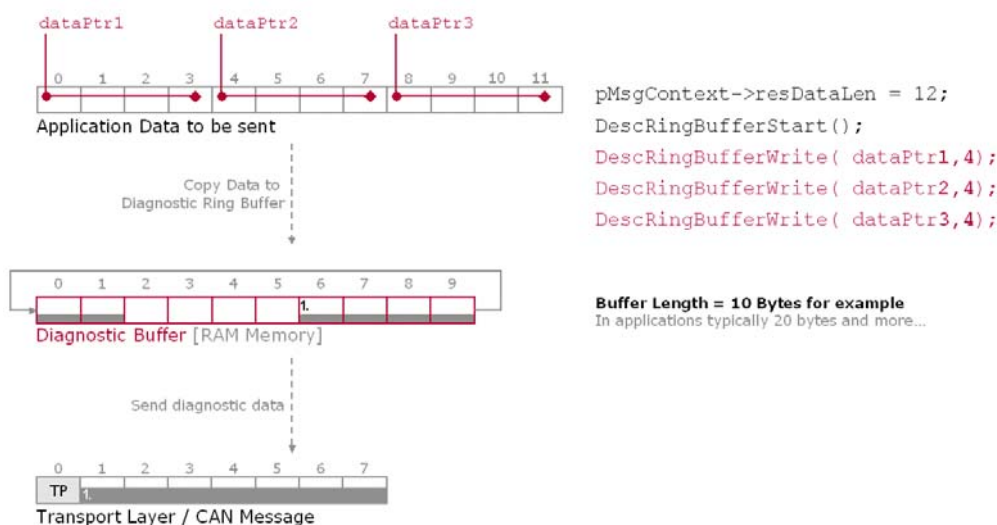 dataPtr1 dataPtr2 dataPtr3
0 1 2 3 4 5 6 7 8 9 10 11
Application Data to be sent
pMsgContext->resDataLen = 12;
DescRingBufferStart();
DescRingBufferWrite( dataPtr1,4);
DescRingBufferWrite( dataPtr2,4);
DescRingBufferWrite( dataPtr3,4);
Copy Data to
Diagnostic Ring Buffer
0 1 2 3 4 5 6 7 8 9
1.
Diagnostic Buffer [RAM Memory]
Buffer Length = 10 Bytes for example
In applications typically 20 bytes and more...
Send diagnostic data
0 1 2 3 4 5 6 7
TP 1.
Transport Layer / CAN Message